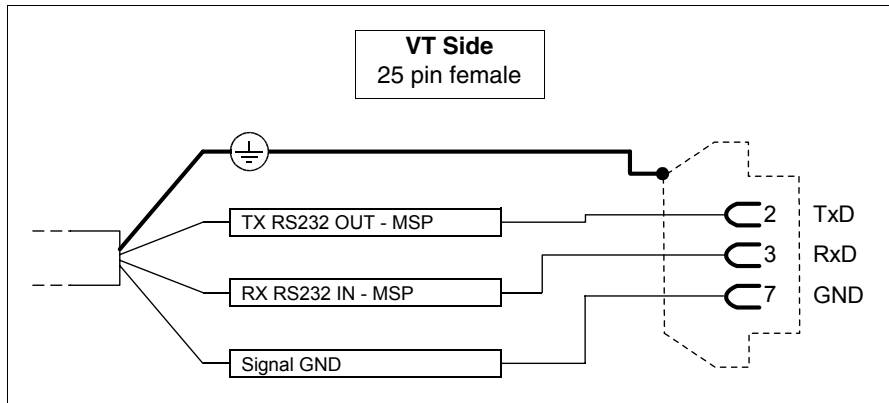 VT Side
25 pin female
TX RS232 OUT - MSP
2 TxD
RX RS232 IN - MSP
3 RxD
7 GND
Signal GND